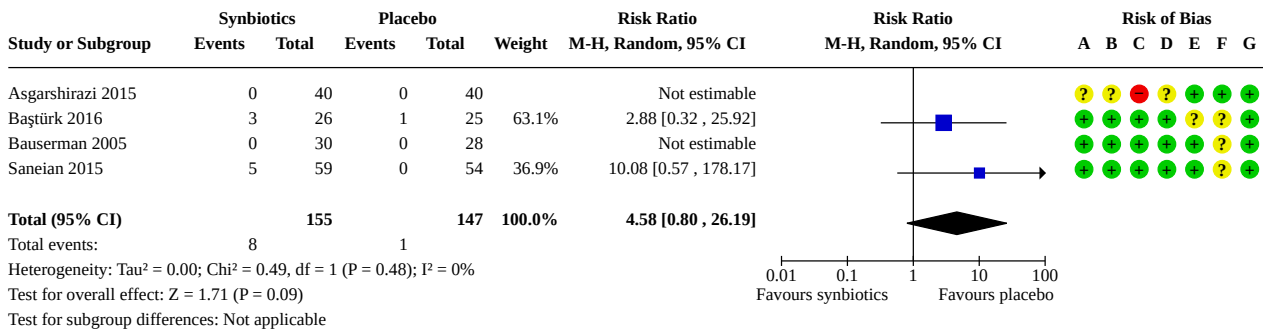 Synbiotics Placebo Risk Ratio Risk Ratio Risk of Bias
Study or Subgroup Events Total Events Total Weight M-H, Random, 95% CI M-H, Random, 95% CI A B C D E F G
Asgarshirazi 2015 0 40 0 40 Not estimable ? ? − ? + + +
Baştürk 2016 3 26 1 25 63.1% 2.88 [0.32 , 25.92] + + + + ? ? +
Bauserman 2005 0 30 0 28 Not estimable + + + + + ? +
Saneian 2015 5 59 0 54 36.9% 10.08 [0.57 , 178.17] + + + + + ? +
Total (95% CI) 155 147 100.0% 4.58 [0.80 , 26.19]
Total events: 8 1
Heterogeneity: Tau² = 0.00; Chi² = 0.49, df = 1 (P = 0.48); I² = 0%
0.01 0.1 1 10 100
Test for overall effect: Z = 1.71 (P = 0.09) Favours synbiotics Favours placebo
Test for subgroup differences: Not applicable